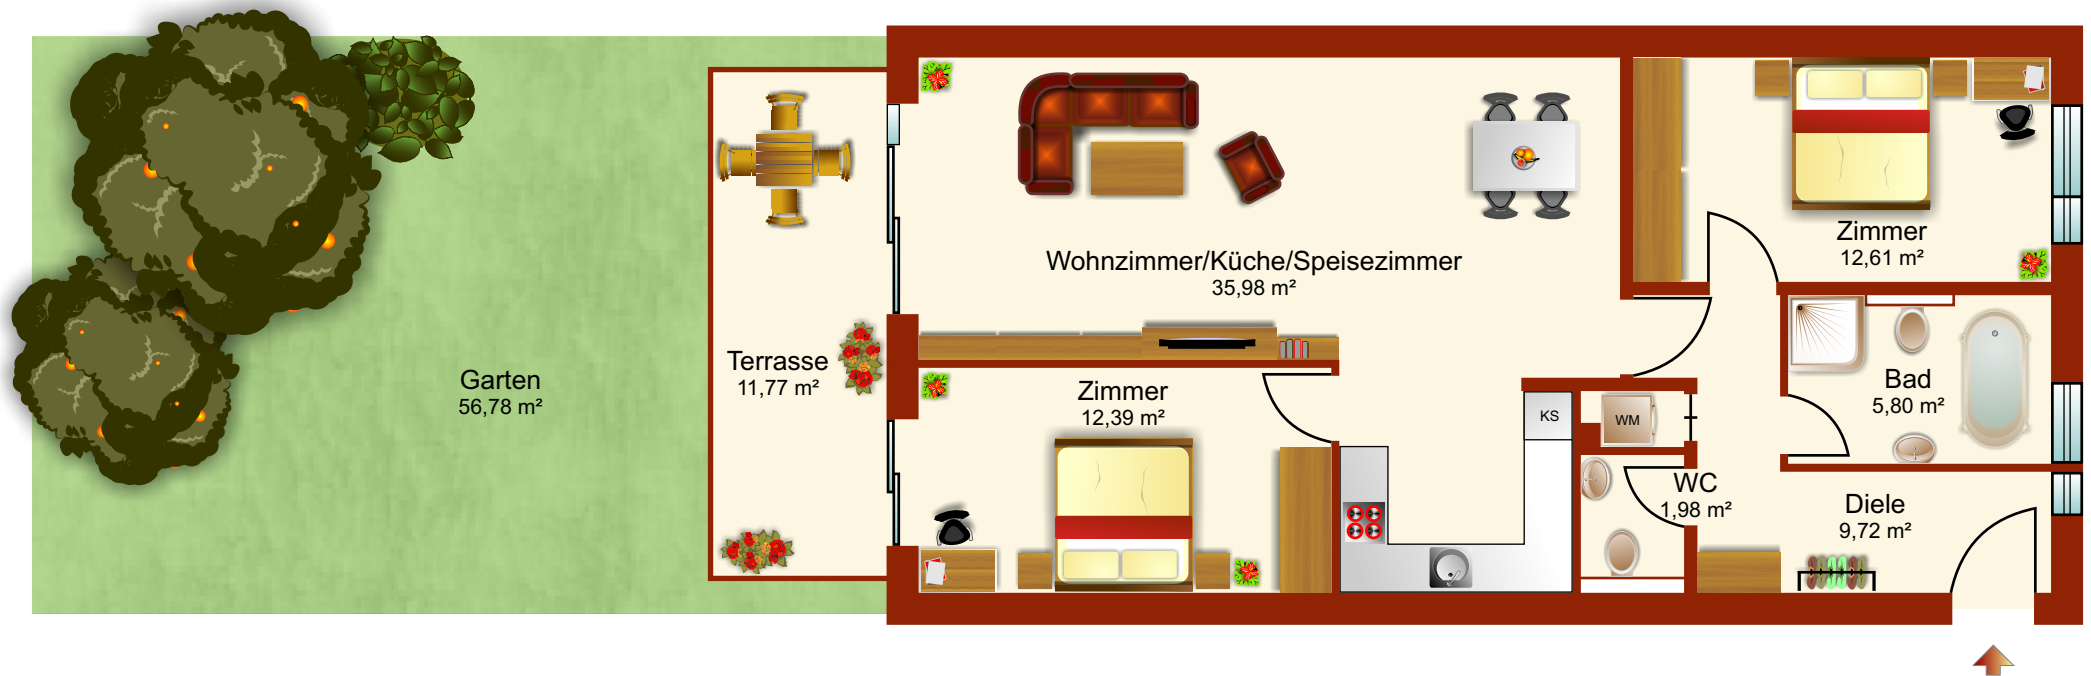 Garten
56,78 m²
Terrasse
11,77 m²
Wohnzimmer/Küche/Speisezimmer
35,98 m²
Zimmer
12,39 m²
KS
WM
WC
1,98 m²
Zimmer
12,61 m²
Bad
5,80 m²
Diele
9,72 m²